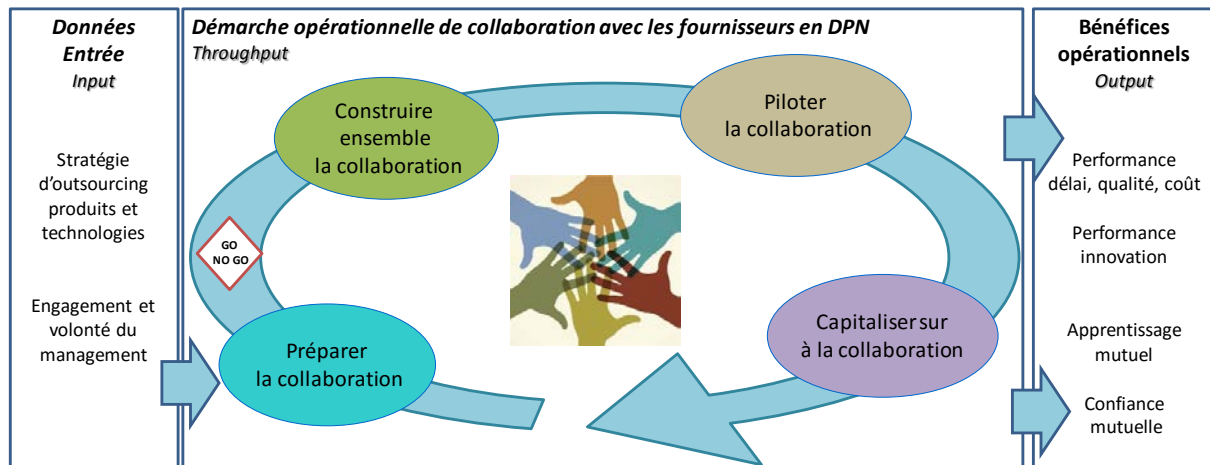 Données
Entrée
Input
Stratégie
d'outsourcing
produits et
technologies
Engagement et
volonté du
management
Démarche opérationnelle de collaboration avec les fournisseurs en DPN
Throughput
Construire
ensemble
la collaboration
Piloter
la collaboration
GO
NO GO
Préparer
la collaboration
Capitaliser sur
à la collaboration
Bénéfices
opérationnels
Output
Performance
délai, qualité, coût
Performance
innovation
Apprentissage
mutuel
Confiance
mutuelle